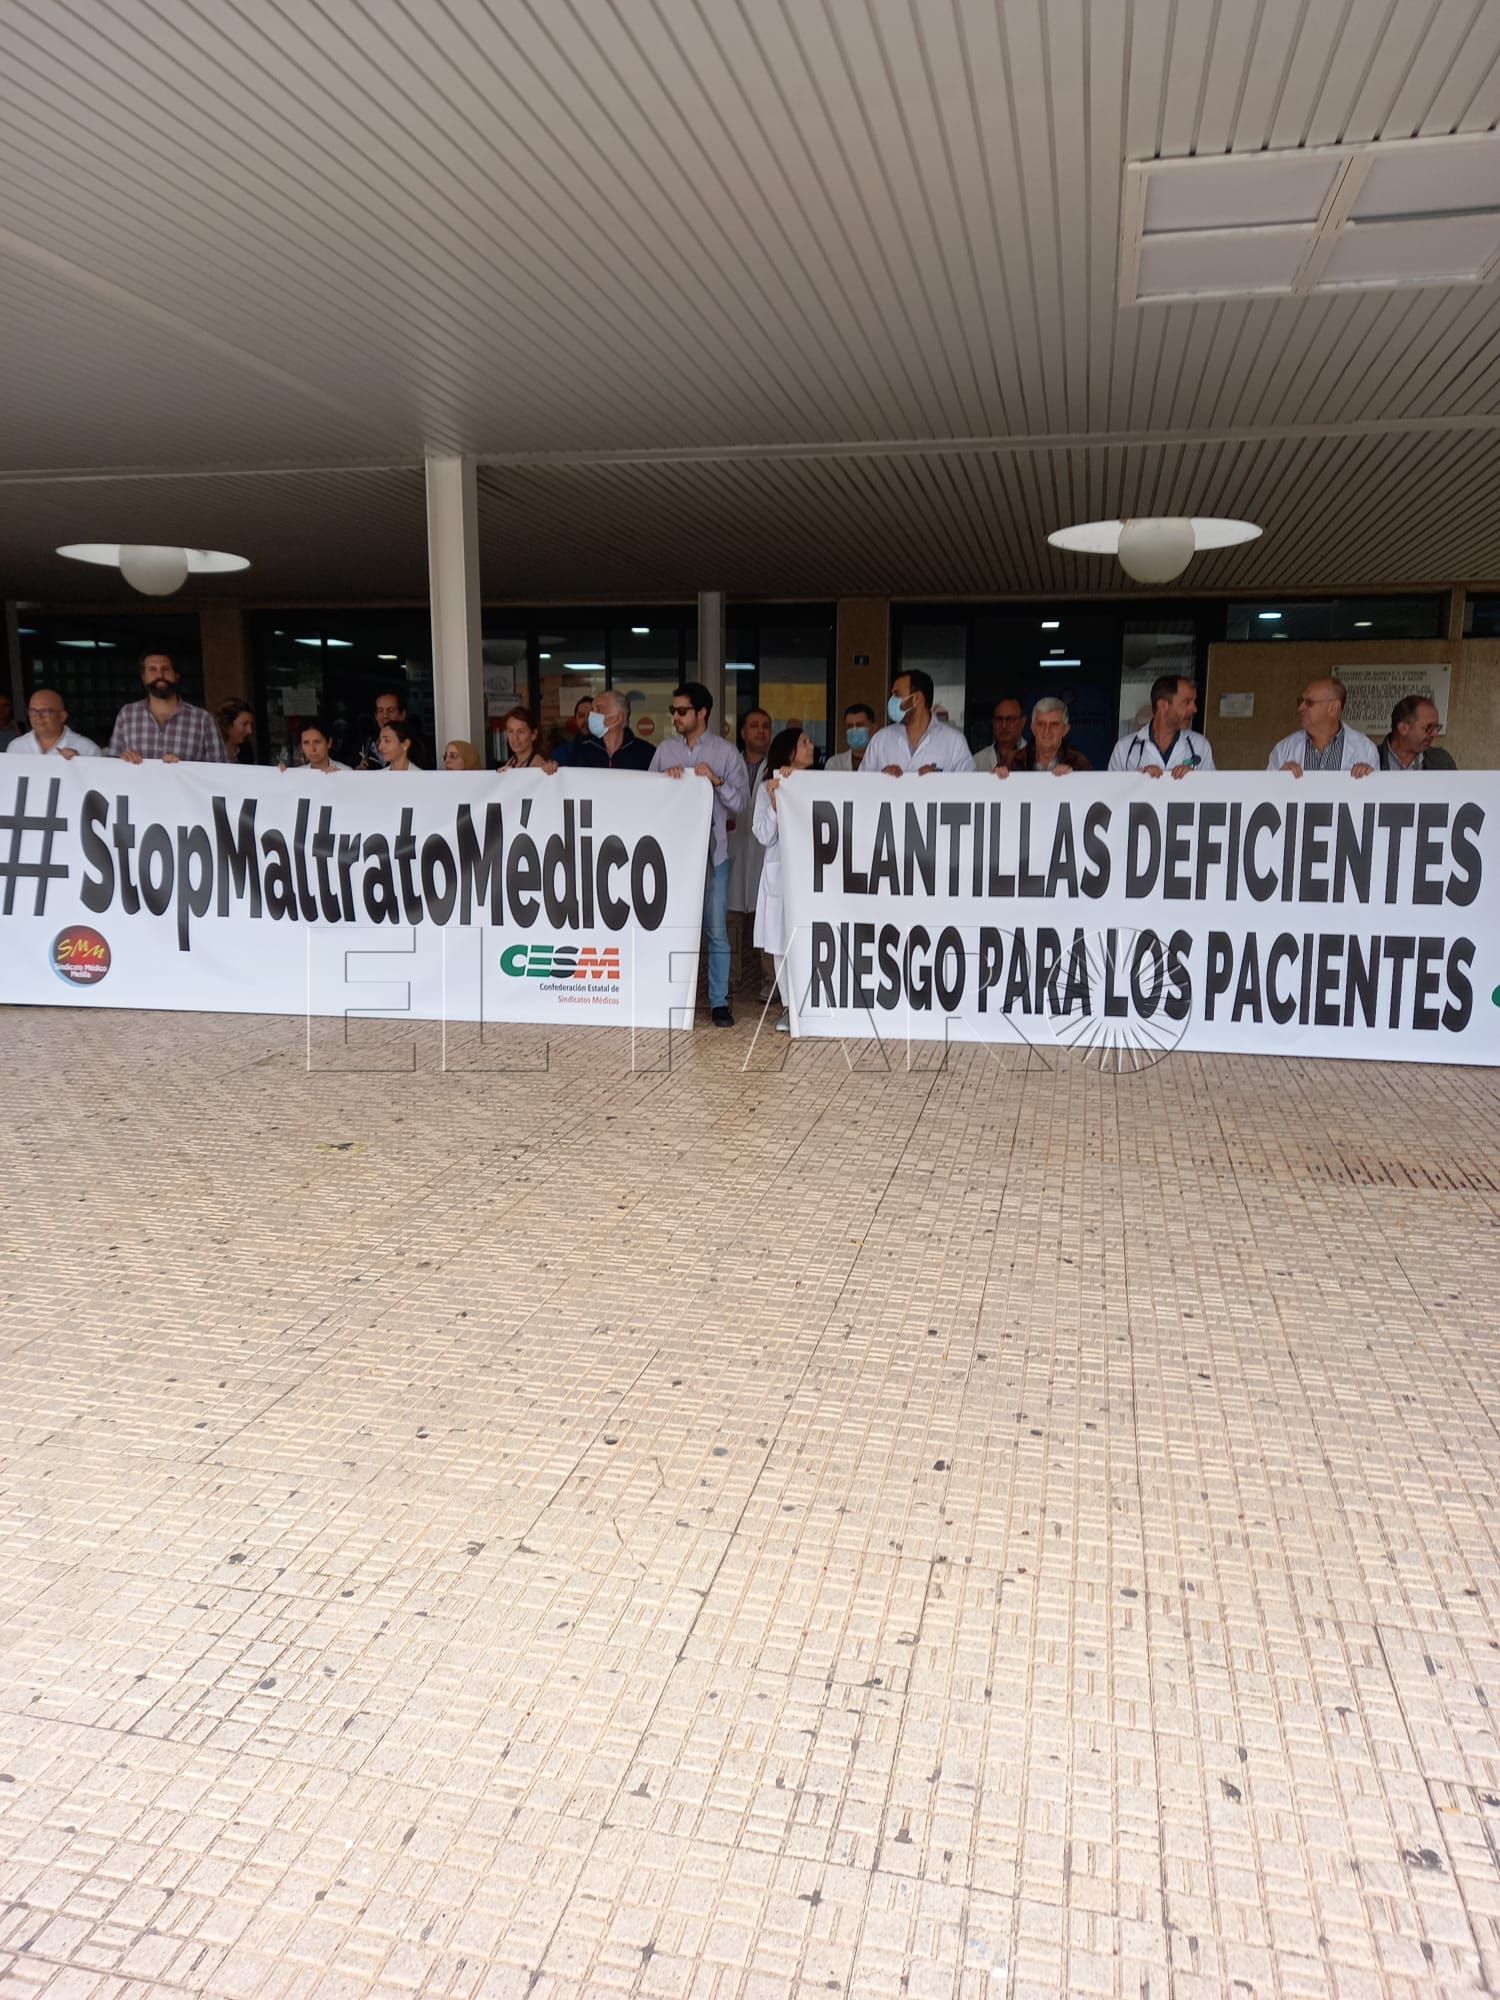 #StopMaltratoMédico
SMM
Sindicato Médico
Melilla
CESM
Confederación Estatal de
Sindicatos Médicos
PLANTILLAS DEFICIENTES
RIESGO PARA LOS PACIENTES
EL FARO